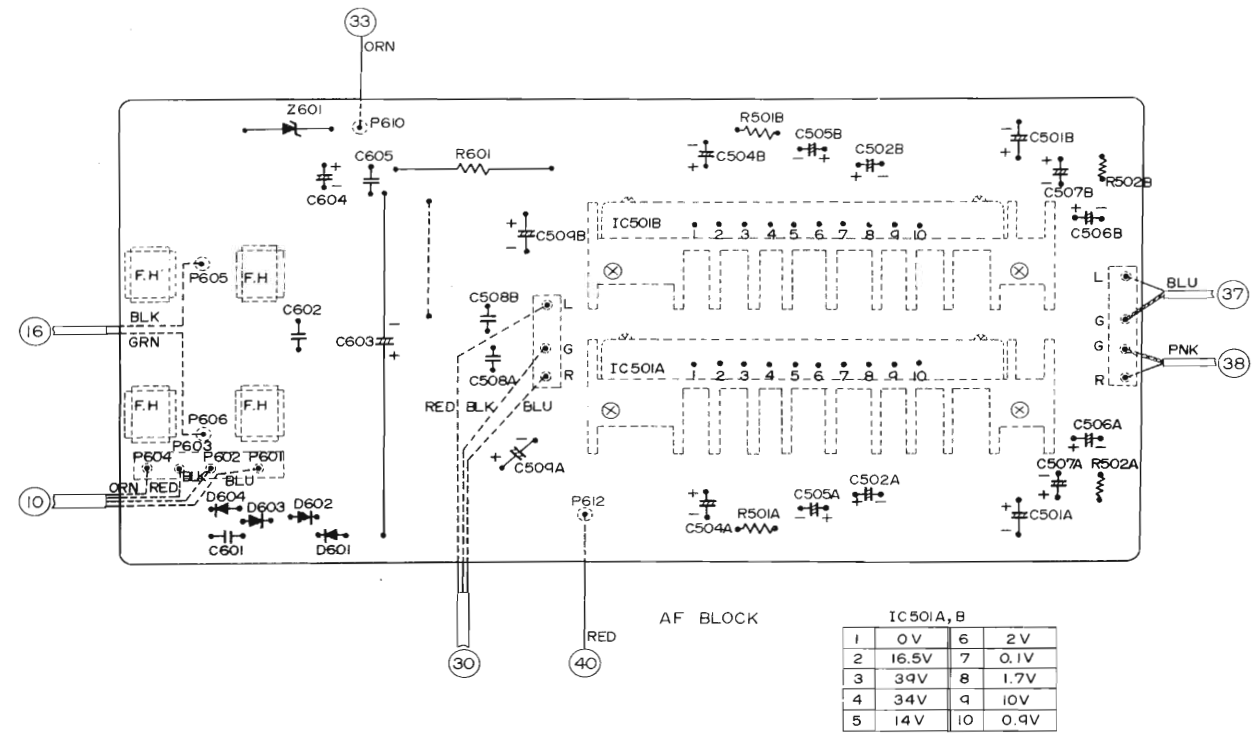 33
ORN
Z601
P610
C604
C605
R601
R501B
C504B
C505B
C502B
C501B
C507B
R502B
C506B
C509B
IC501B
1 2 3 4 5 6 7 8 9 10
F.H
P605
F.H
BLK
16
GRN
C602
C603
C508B
C508A
L
G
R
RED BLK BLU
IC501A
1 2 3 4 5 6 7 8 9 10
L
G
G
R
BLU
37
PNK
38
F.H
P606
F.H
P603
P604
P602
P601
ORN RED BLK BLU
10
D604
D603
D602
C601
D601
C509A
P612
C504A
R501A
C505A
C502A
C501A
C507A
R502A
C506A
30
RED
40
AF BLOCK
IC501A, B
1 0V 6 2V
2 16.5V 7 0.1V
3 39V 8 1.7V
4 34V 9 10V
5 14V 10 0.9V